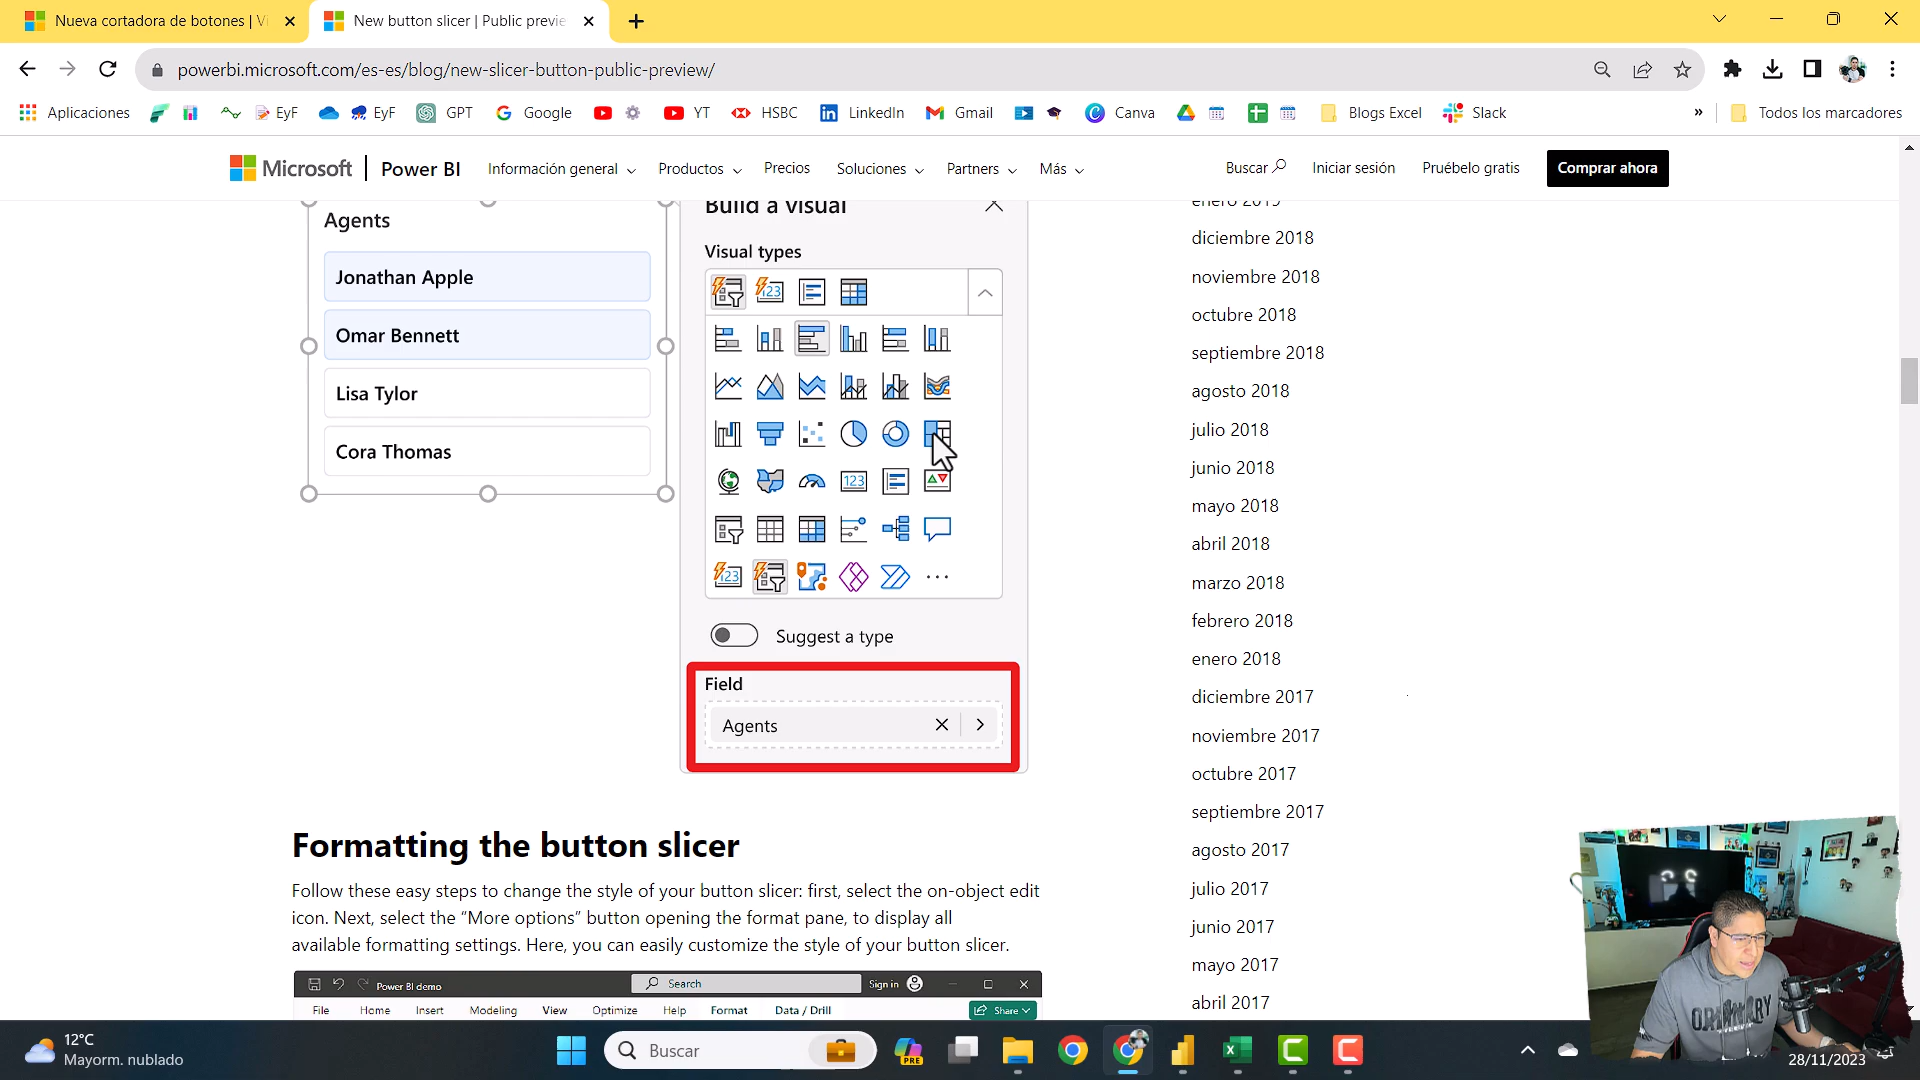 Nueva cortadora de botones | Vi
New button slicer | Public previe
powerbi.microsoft.com/es-es/blog/new-slicer-button-public-preview/
Aplicaciones
EyF
EyF
GPT
Google
YT
HSBC
LinkedIn
Gmail
Canva
Blogs Excel
Slack
»
Todos los marcadores
Microsoft
Power BI
Información general
Productos
Precios
Soluciones
Partners
Más
Buscar
Iniciar sesión
Pruébelo gratis
Comprar ahora
Agents
Jonathan Apple
Omar Bennett
Lisa Tylor
Cora Thomas
Build a visual
Visual types
123
123
123
Suggest a type
Field
Agents
Formatting the button slicer
Follow these easy steps to change the style of your button slicer: first, select the on-object edit
icon. Next, select the “More options” button opening the format pane, to display all
available formatting settings. Here, you can easily customize the style of your button slicer.
Power BI demo
Search
Sign in
File
Home
Insert
Modeling
View
Optimize
Help
Format
Data / Drill
Share
enero 2019
diciembre 2018
noviembre 2018
octubre 2018
septiembre 2018
agosto 2018
julio 2018
junio 2018
mayo 2018
abril 2018
marzo 2018
febrero 2018
enero 2018
diciembre 2017
noviembre 2017
octubre 2017
septiembre 2017
agosto 2017
julio 2017
junio 2017
mayo 2017
abril 2017
12°C
Mayorm. nublado
Buscar
PRE
28/11/2023